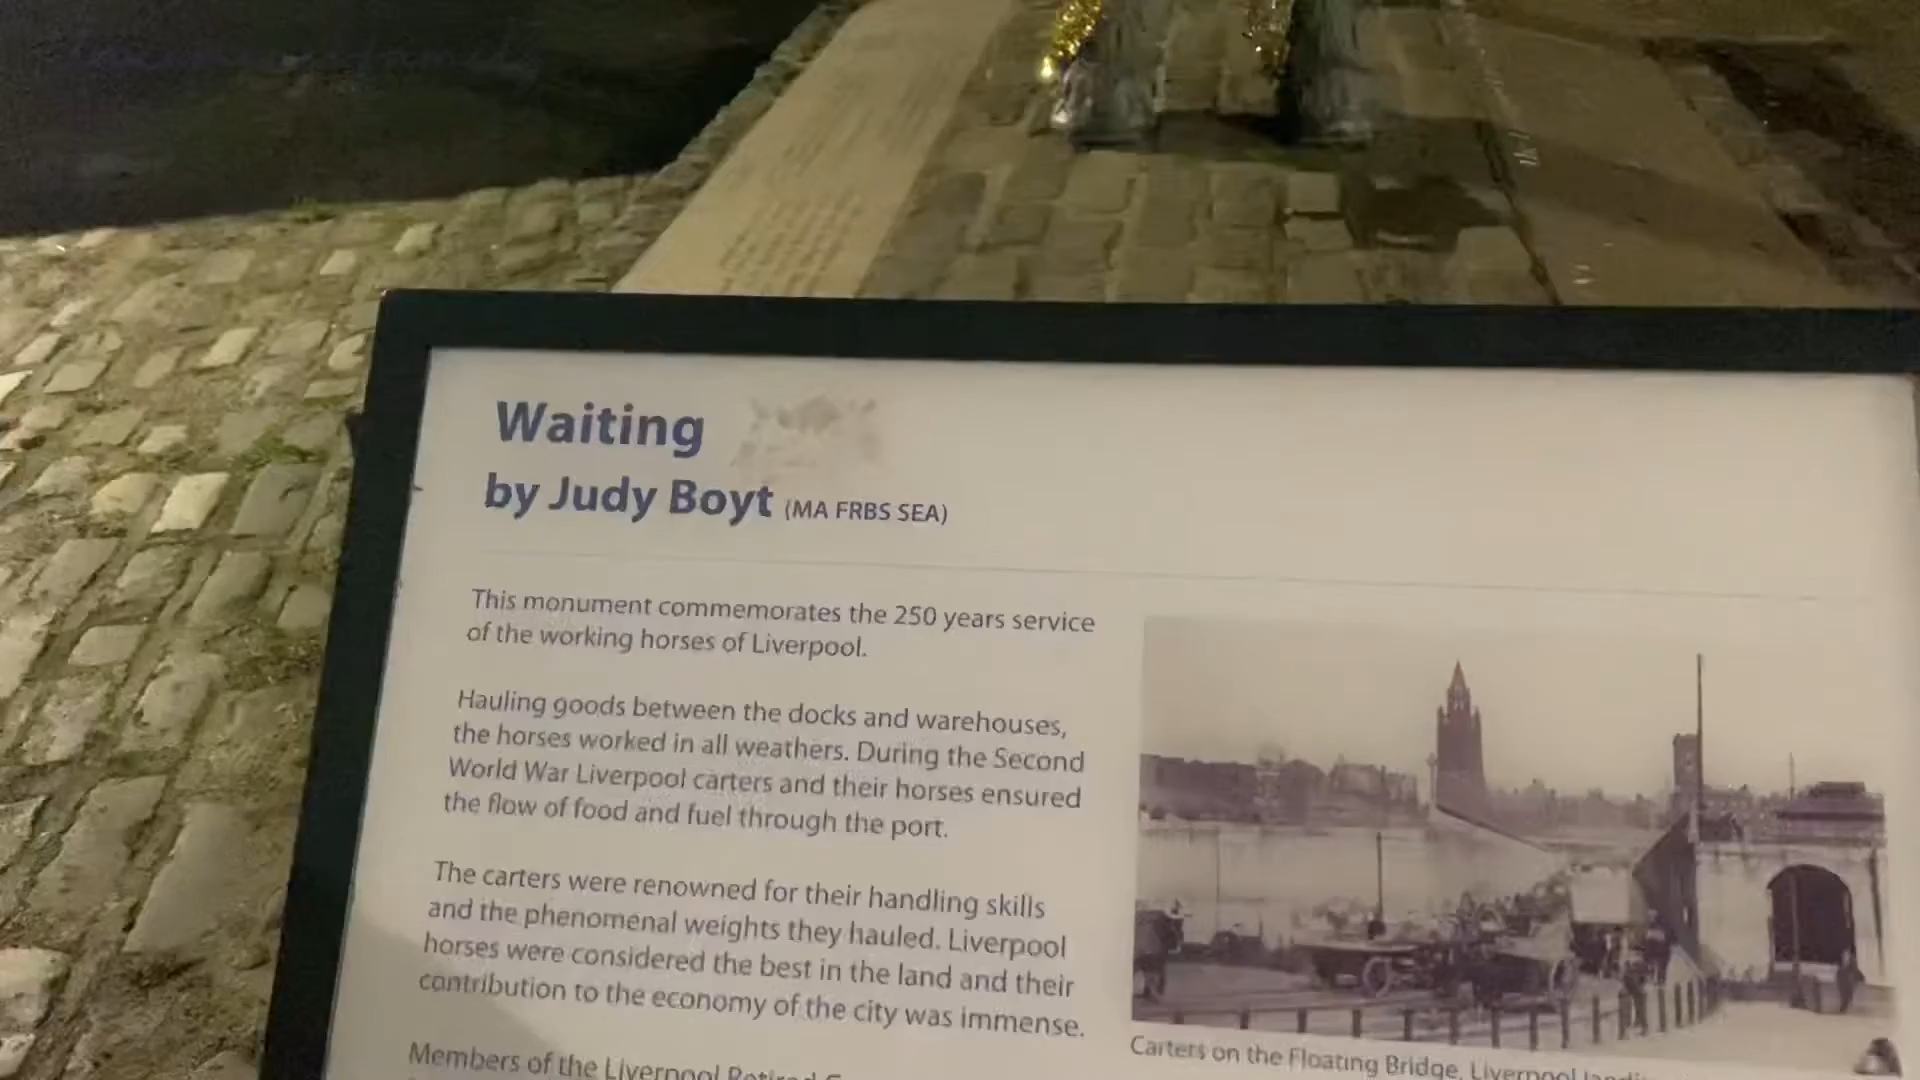 Waiting
by Judy Boyt (MA FRBS SEA)
This monument commemorates the 250 years service
of the working horses of Liverpool.
Hauling goods between the docks and warehouses,
the horses worked in all weathers. During the Second
World War Liverpool carters and their horses ensured
the flow of food and fuel through the port.
The carters were renowned for their handling skills
and the phenomenal weights they hauled. Liverpool
horses were considered the best in the land and their
contribution to the economy of the city was immense.
Members of the Liverpool Retired
Carters on the Floating Bridge, Liverpool